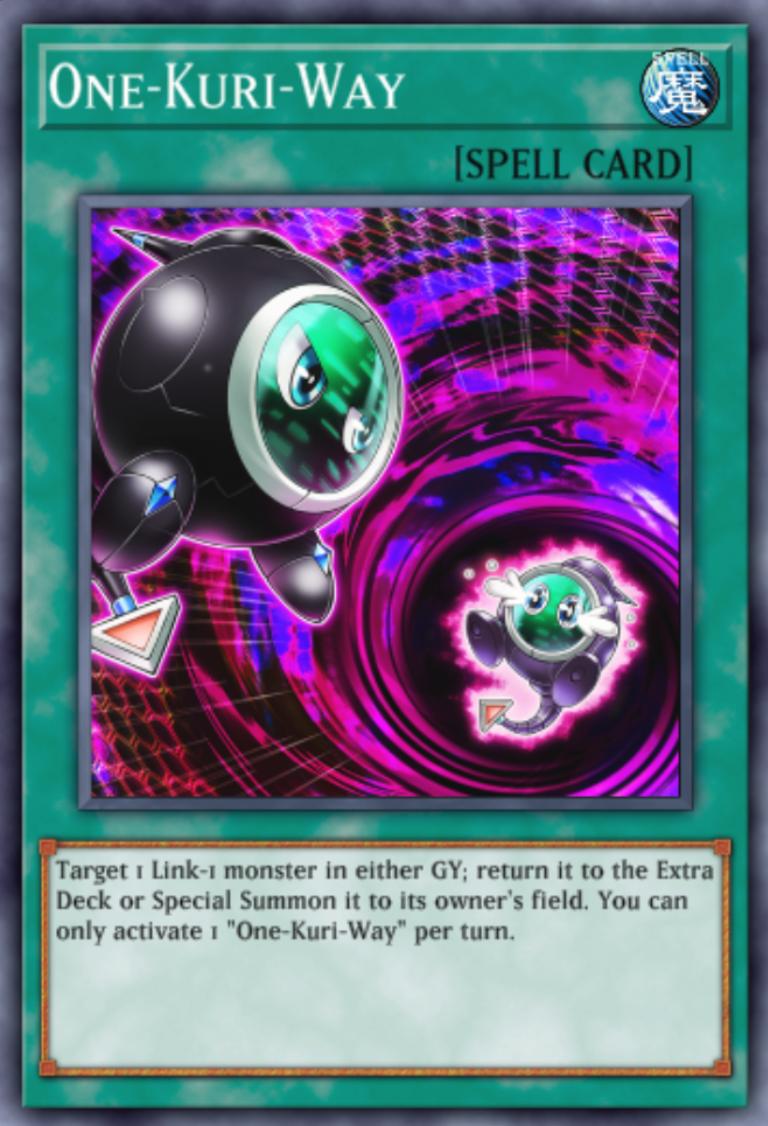 One-Kuri-Way
SPELL
魔
[SPELL CARD]
Target 1 Link-1 monster in either GY; return it to the Extra
Deck or Special Summon it to its owner's field. You can
only activate 1 "One-Kuri-Way" per turn.